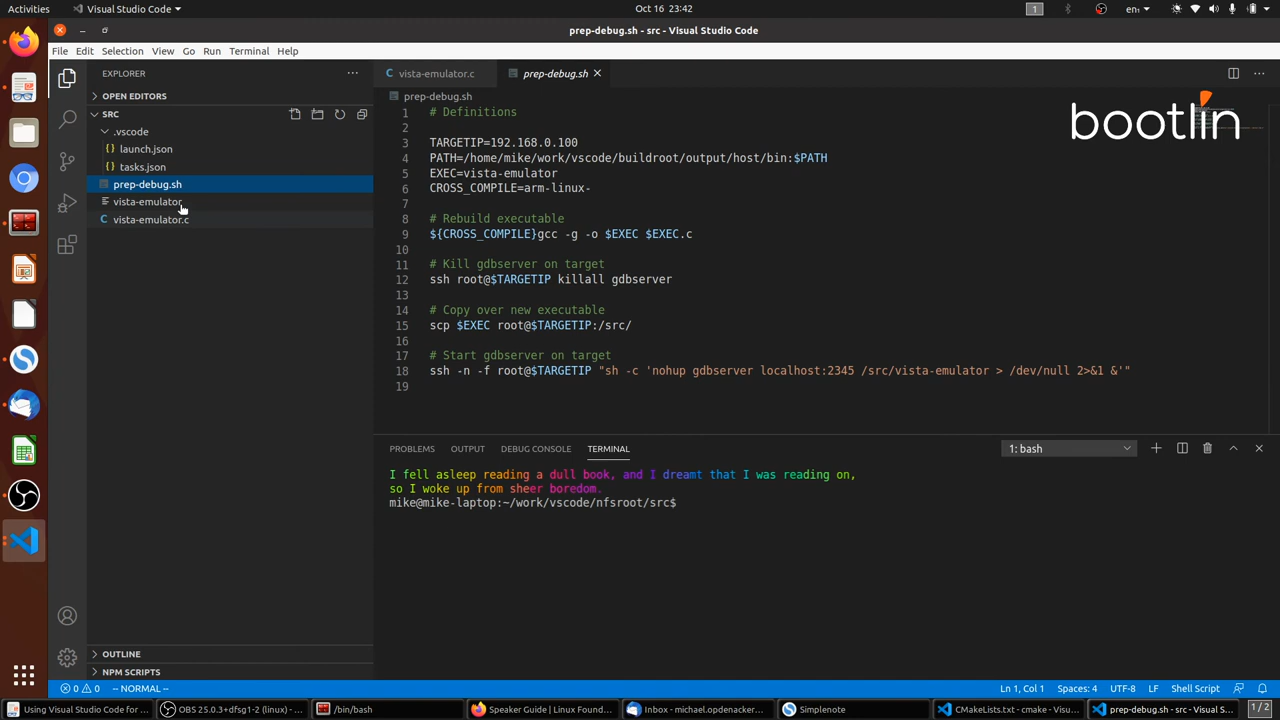 Activities
Visual Studio Code
Oct 16 23:42
1
en₁
prep-debug.sh - src - Visual Studio Code
File Edit Selection View Go Run Terminal Help
EXPLORER
OPEN EDITORS
SRC
.vscode
{} launch.json
{} tasks.json
prep-debug.sh
vista-emulator
C vista-emulator.c
OUTLINE
NPM SCRIPTS
C vista-emulator.c
prep-debug.sh
prep-debug.sh
bootlin
1 # Definitions
2
3 TARGETIP=192.168.0.100
4 PATH=/home/mike/work/vscode/buildroot/output/host/bin:$PATH
5 EXEC=vista-emulator
6 CROSS_COMPILE=arm-linux-
7
8 # Rebuild executable
9 ${CROSS_COMPILE}gcc -g -o $EXEC $EXEC.c
10
11 # Kill gdbserver on target
12 ssh root@$TARGETIP killall gdbserver
13
14 # Copy over new executable
15 scp $EXEC root@$TARGETIP:/src/
16
17 # Start gdbserver on target
18 ssh -n -f root@$TARGETIP "sh -c 'nohup gdbserver localhost:2345 /src/vista-emulator > /dev/null 2>&1 &'"
19
PROBLEMS OUTPUT DEBUG CONSOLE TERMINAL
1: bash
I fell asleep reading a dull book, and I dreamt that I was reading on,
so I woke up from sheer boredom.
mike@mike-laptop:~/work/vscode/nfsroot/src$
0 0 -- NORMAL --
Ln 1, Col 1 Spaces: 4 UTF-8 LF Shell Script
Using Visual Studio Code for ...
OBS 25.0.3+dfsg1-2 (linux) - ...
/bin/bash
Speaker Guide | Linux Found...
Inbox - michael.opdenacker...
Simplenote
CMakeLists.txt - cmake - Visu...
prep-debug.sh - src - Visual S...
1 / 2